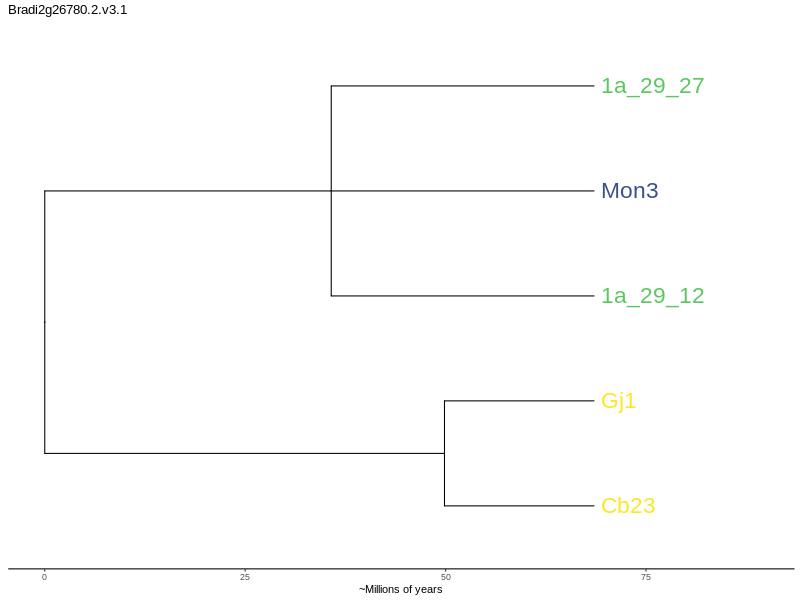 Bradi2g26780.2.v3.1
1a_29_27
Mon3
1a_29_12
Gj1
Cb23
0 25 50 75
~Millions of years